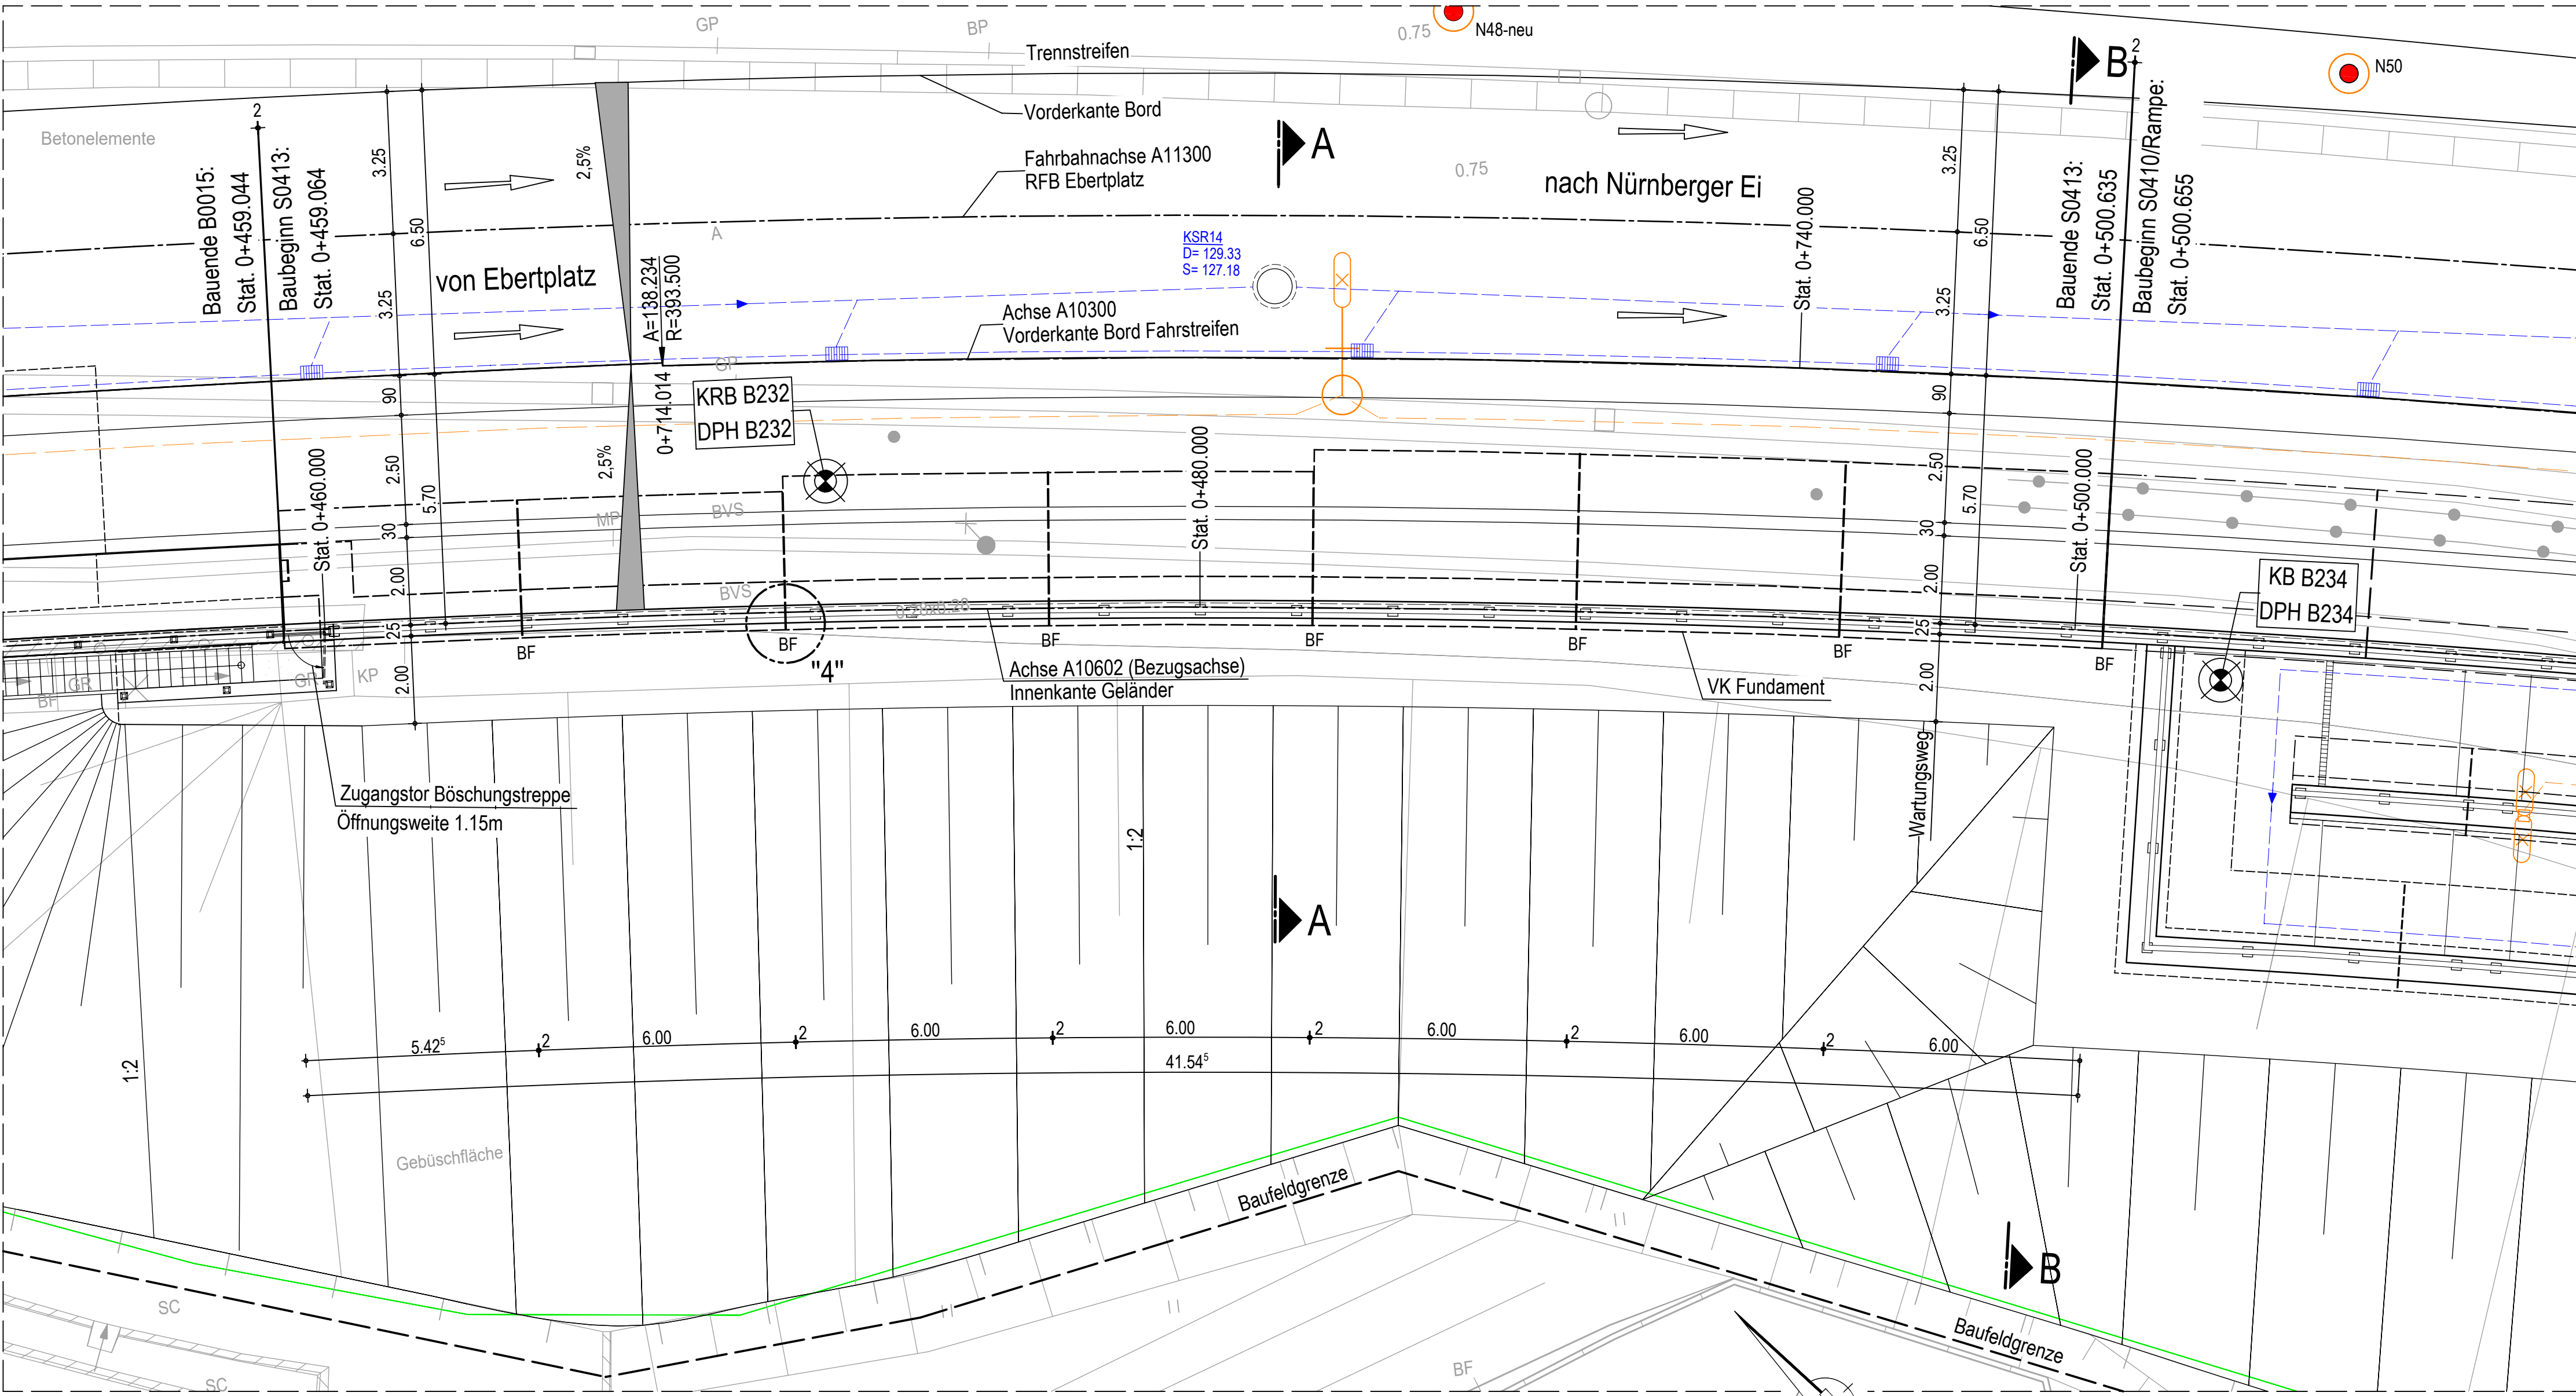 GP
BP
0.75
N48-neu
Trennstreifen
B
2
N50
Betonelemente
2
Vorderkante Bord
A
3.25
6.50
2,5%
Fahrbahnachse A11300
RFB Ebertplatz
0.75
nach Nürnberger Ei
3.25
6.50
Bauende B0015:
Stat. 0+459.044
Baubeginn S0413:
Stat. 0+459.064
von Ebertplatz
3.25
A
A=138.234
R=393.500
KSR14
D= 129.33
S= 127.18
Stat. 0+740.000
3.25
Bauende S0413:
Stat. 0+500.635
Baubeginn S0410/Rampe:
Stat. 0+500.655
Achse A10300
Vorderkante Bord Fahrstreifen
GP
0+714.014
KRB B232
DPH B232
90
2.50
5.70
30
2.00
25
2.00
2,5%
Stat. 0+460.000
MP
BVS
BVS
Stat. 0+480.000
90
2.50
5.70
30
2.00
25
2.00
Stat. 0+500.000
KB B234
DPH B234
BF
BF
BF
BF
BF
BF
BF
"4"
GR
BF
GR
KP
Achse A10602 (Bezugsachse)
Innenkante Geländer
VK Fundament
Wartungsweg
Zugangstor Böschungstreppe
Öffnungsweite 1.15m
1:2
A
1:2
5.42⁵
2
6.00
2
6.00
2
6.00
2
6.00
2
6.00
2
6.00
41.54⁵
Gebüschfläche
Baufeldgrenze
B
Baufeldgrenze
SC
SC
BF